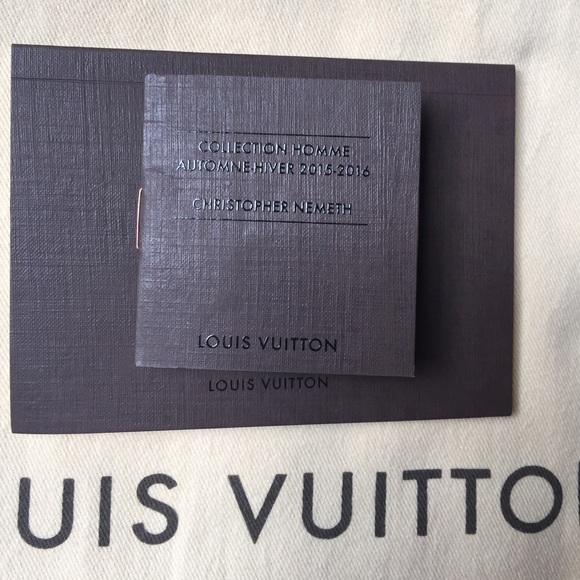 COLLECTION HOMME
AUTOMNE-HIVER 2015-2016
CHRISTOPHER NEMETH
LOUIS VUITTON
LOUIS VUITTON
UIS VUITTO